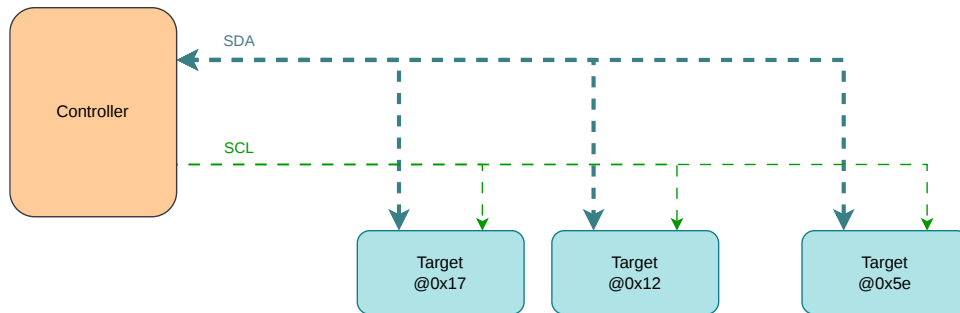 SDA
Controller
SCL
Target
@0x17
Target
@0x12
Target
@0x5e